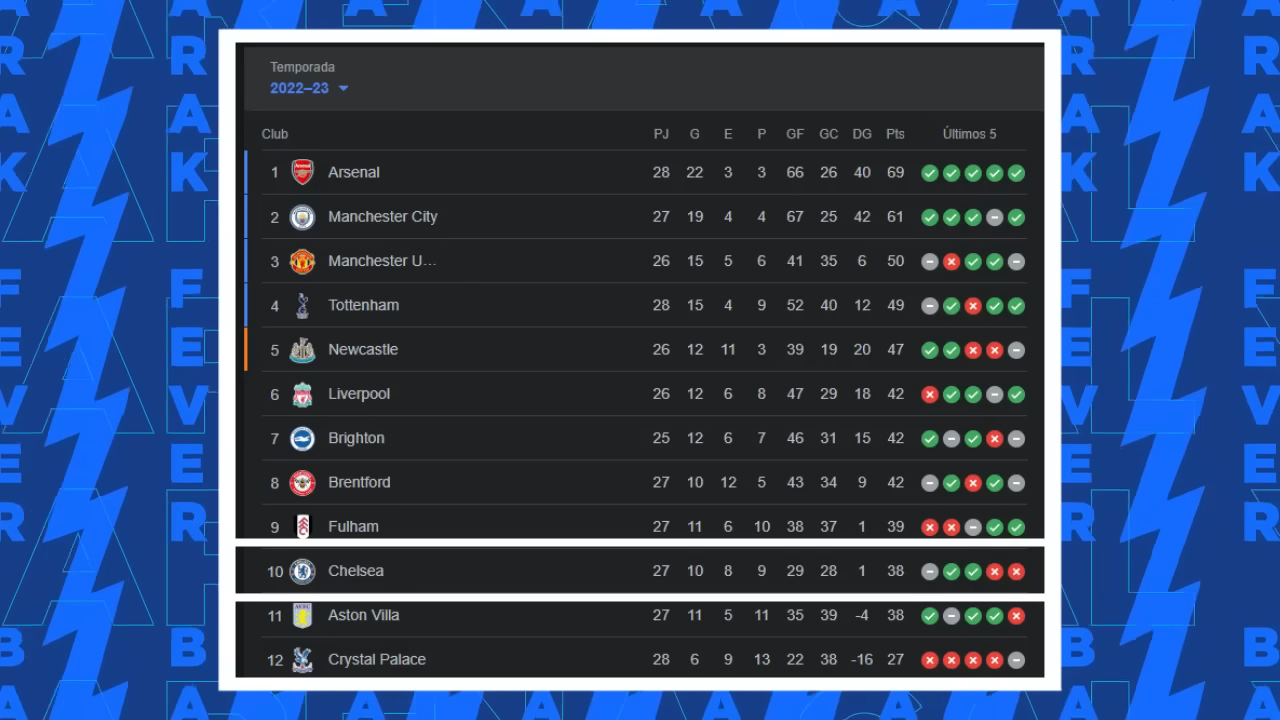 Temporada
2022–23
Club PJ G E P GF GC DG Pts Últimos 5
1 Arsenal 28 22 3 3 66 26 40 69
2 Manchester City 27 19 4 4 67 25 42 61
3 Manchester U... 26 15 5 6 41 35 6 50
4 Tottenham 28 15 4 9 52 40 12 49
5 Newcastle 26 12 11 3 39 19 20 47
6 Liverpool 26 12 6 8 47 29 18 42
7 Brighton 25 12 6 7 46 31 15 42
8 Brentford 27 10 12 5 43 34 9 42
9 Fulham 27 11 6 10 38 37 1 39
10 Chelsea 27 10 8 9 29 28 1 38
11 Aston Villa 27 11 5 11 35 39 -4 38
12 Crystal Palace 28 6 9 13 22 38 -16 27